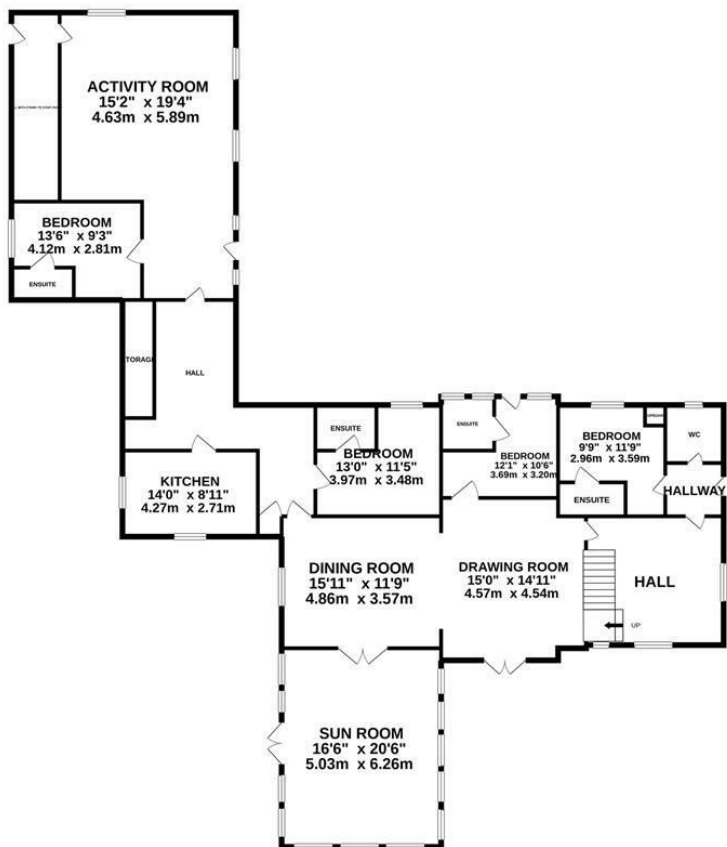 ACTIVITY ROOM
15'2" x 19'4"
4.63m x 5.89m
BEDROOM
13'6" x 9'3"
4.12m x 2.81m
ENSUITE
TORAGE
HALL
KITCHEN
14'0" x 8'11"
4.27m x 2.71m
ENSUITE
BEDROOM
13'0" x 11'5"
3.97m x 3.48m
ENSUITE
BEDROOM
12'1" x 10'6"
3.69m x 3.20m
BEDROOM
9'9" x 11'9"
2.96m x 3.59m
ENSUITE
WC
HALLWAY
DINING ROOM
15'11" x 11'9"
4.86m x 3.57m
DRAWING ROOM
15'0" x 14'11"
4.57m x 4.54m
HALL
UP
SUN ROOM
16'6" x 20'6"
5.03m x 6.26m